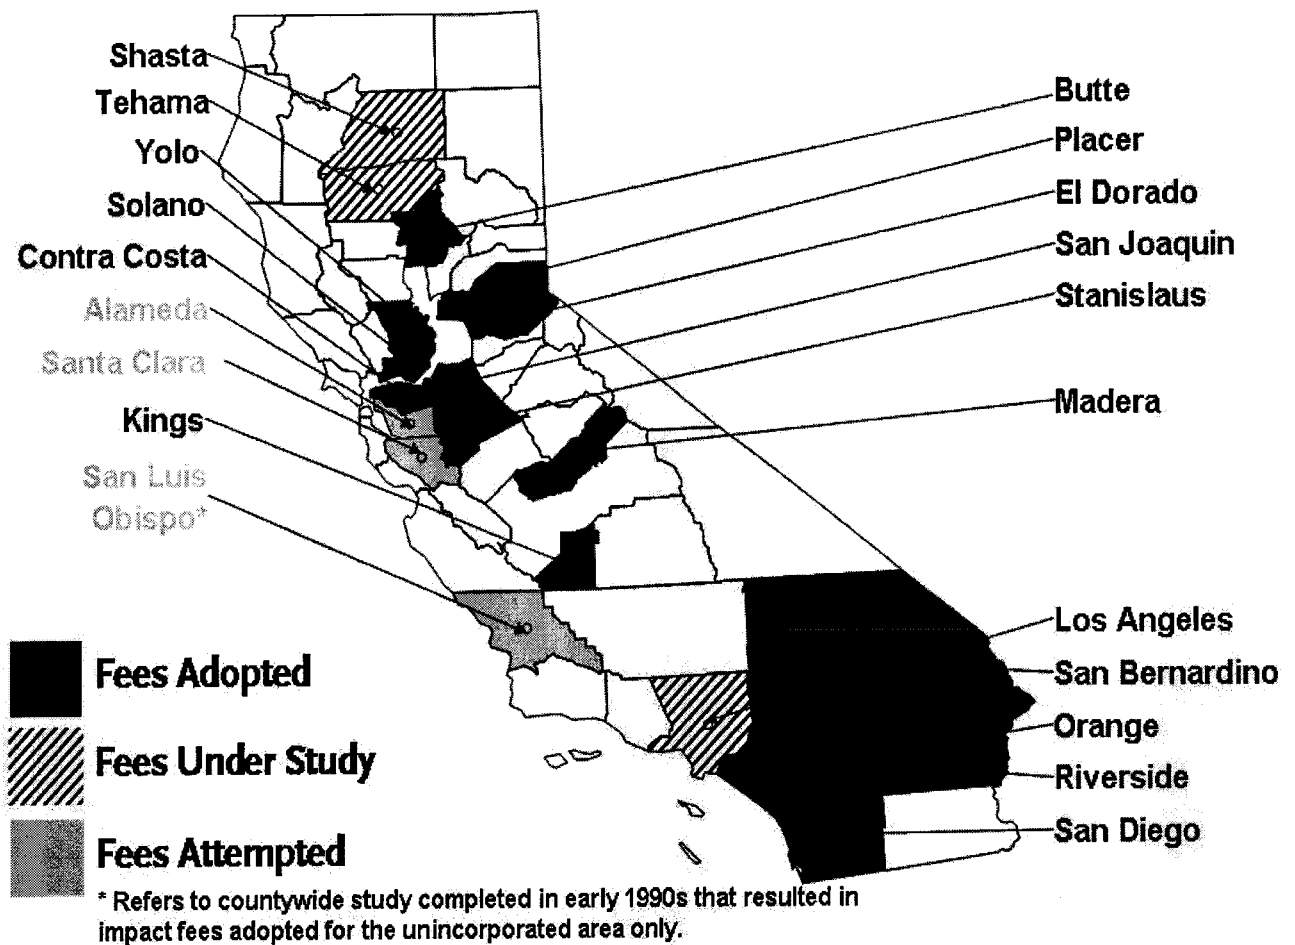 Shasta
Tehama
Yolo
Solano
Contra Costa
Alameda
Santa Clara
Kings
San Luis
Obispo*
Butte
Placer
El Dorado
San Joaquin
Stanislaus
Madera
Los Angeles
San Bernardino
Orange
Riverside
San Diego
Fees Adopted
Fees Under Study
Fees Attempted
* Refers to countywide study completed in early 1990s that resulted in
impact fees adopted for the unincorporated area only.